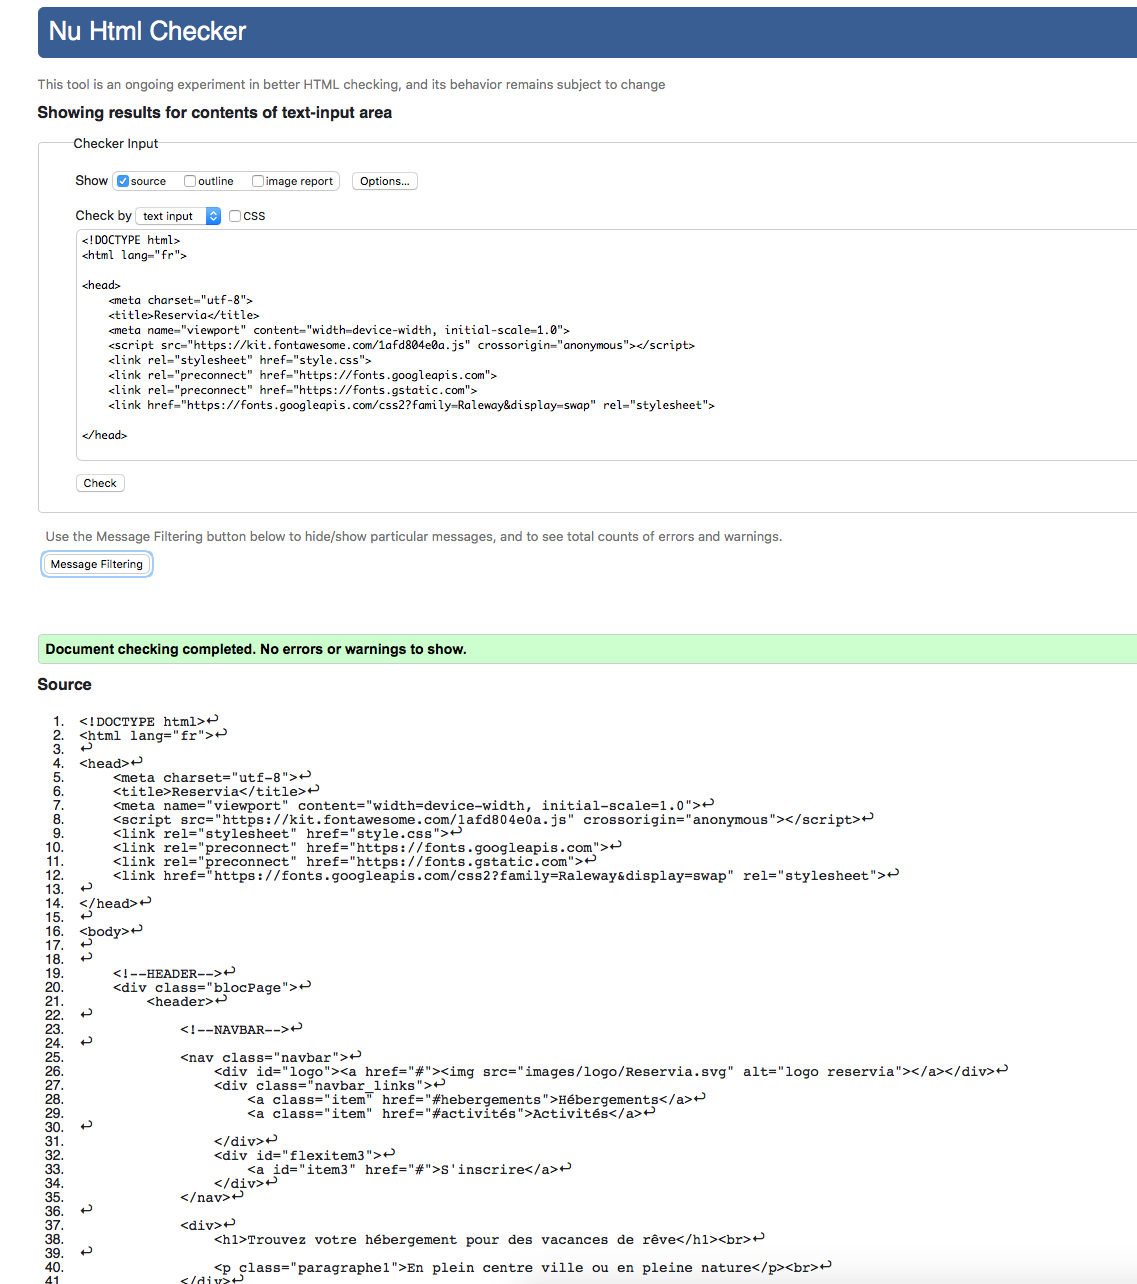 Nu Html Checker
This tool is an ongoing experiment in better HTML checking, and its behavior remains subject to change
Showing results for contents of text-input area
Checker Input
Show source outline image report Options...
Check by text input CSS
<!DOCTYPE html>
<html lang="fr">
<head>
<meta charset="utf-8">
<title>Reservia</title>
<meta name="viewport" content="width=device-width, initial-scale=1.0">
<script src="https://kit.fontawesome.com/1afd804e0a.js" crossorigin="anonymous"></script>
<link rel="stylesheet" href="style.css">
<link rel="preconnect" href="https://fonts.googleapis.com">
<link rel="preconnect" href="https://fonts.gstatic.com">
<link href="https://fonts.googleapis.com/css2?family=Raleway&display=swap" rel="stylesheet">
</head>
Check
Use the Message Filtering button below to hide/show particular messages, and to see total counts of errors and warnings.
Message Filtering
Document checking completed. No errors or warnings to show.
Source
1. <!DOCTYPE html>↩
2. <html lang="fr">↩
3. ↩
4. <head>↩
5. <meta charset="utf-8">↩
6. <title>Reservia</title>↩
7. <meta name="viewport" content="width=device-width, initial-scale=1.0">↩
8. <script src="https://kit.fontawesome.com/1afd804e0a.js" crossorigin="anonymous"></script>↩
9. <link rel="stylesheet" href="style.css">↩
10. <link rel="preconnect" href="https://fonts.googleapis.com">↩
11. <link rel="preconnect" href="https://fonts.gstatic.com">↩
12. <link href="https://fonts.googleapis.com/css2?family=Raleway&display=swap" rel="stylesheet">↩
13. ↩
14. </head>↩
15. ↩
16. <body>↩
17. ↩
18. ↩
19. <!--HEADER-->↩
20. <div class="blocPage">↩
21. <header>↩
22. ↩
23. <!--NAVBAR-->↩
24. ↩
25. <nav class="navbar">↩
26. <div id="logo"><a href="#"><img src="images/logo/Reservia.svg" alt="logo reservia"></a></div>↩
27. <div class="navbar_links">↩
28. <a class="item" href="#hebergements">Hébergements</a>↩
29. <a class="item" href="#activités">Activités</a>↩
30. ↩
31. </div>↩
32. <div id="flexitem3">↩
33. <a id="item3" href="#">S'inscrire</a>↩
34. </div>↩
35. </nav>↩
36. ↩
37. <div>↩
38. <h1>Trouvez votre hébergement pour des vacances de rêve</h1><br>↩
39. ↩
40. <p class="paragraphe1">En plein centre ville ou en pleine nature</p><br>↩
41. </div>↩